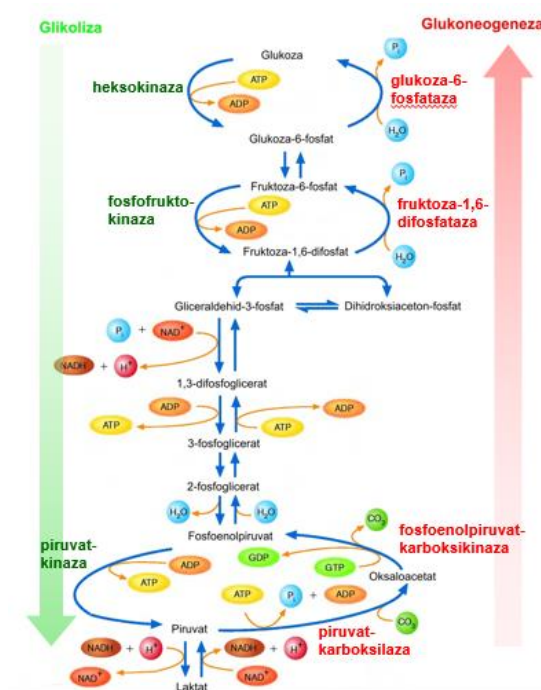 Glikoliza
Glukoneogeneza
Glukoza
Pi
heksokinaza
ATP
ADP
glukoza-6-
fosfataza
H₂O
Glukoza-6-fosfat
Fruktoza-6-fosfat
Pi
fosfofrukto-
kinaza
ATP
ADP
fruktoza-1,6-
difosfataza
H₂O
Fruktoza-1,6-difosfat
Gliceraldehid-3-fosfat
Dihidroksiaceton-fosfat
Pi + NAD⁺
NADH + H⁺
1,3-difosfoglicerat
ADP
ADP
ATP
ATP
3-fosfoglicerat
2-fosfoglicerat
H₂O
H₂O
Fosfoenolpiruvat
CO₂
fosfoenolpiruvat-
karboksikinaza
GDP
GTP
Oksaloacetat
piruvat-
kinaza
ADP
ATP
ATP
Pi + ADP
CO₂
Piruvat
piruvat-
karboksilaza
NADH + H⁺
NADH + H⁺
NAD⁺
NAD⁺
Laktat